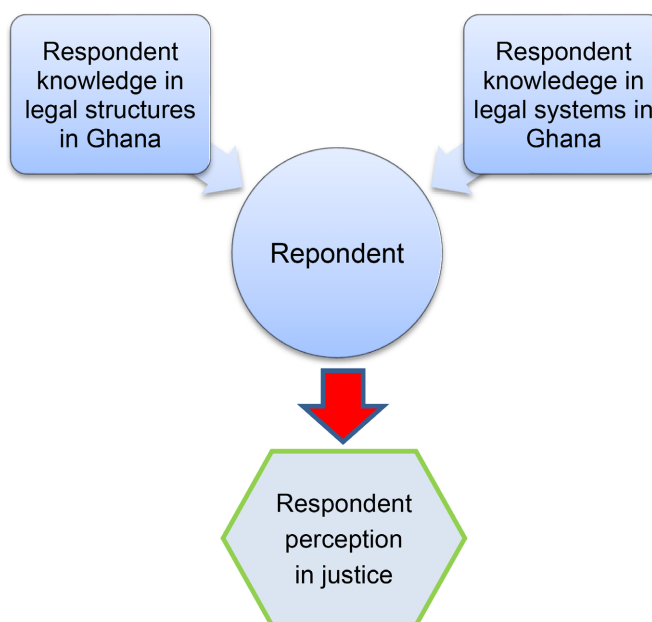 Respondent
knowledge in
legal structures
in Ghana
Respondent
knowledege in
legal systems in
Ghana
Repondent
Respondent
perception
in justice